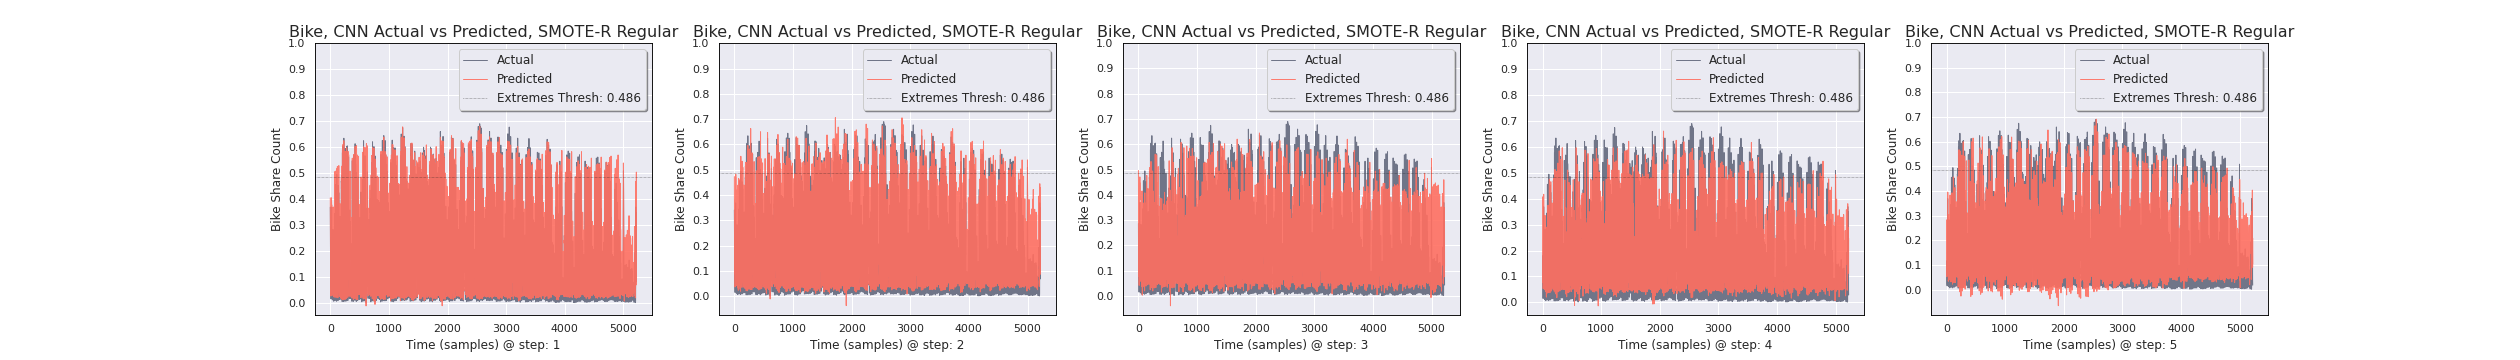 Bike, CNN Actual vs Predicted, SMOTE-R Regular
1.0
0.9
0.8
0.7
0.6
0.5
0.4
0.3
0.2
0.1
0.0
Bike Share Count
Actual
Predicted
Extremes Thresh: 0.486
0 1000 2000 3000 4000 5000
Time (samples) @ step: 1
Bike, CNN Actual vs Predicted, SMOTE-R Regular
1.0
0.9
0.8
0.7
0.6
0.5
0.4
0.3
0.2
0.1
0.0
Bike Share Count
Actual
Predicted
Extremes Thresh: 0.486
0 1000 2000 3000 4000 5000
Time (samples) @ step: 2
Bike, CNN Actual vs Predicted, SMOTE-R Regular
1.0
0.9
0.8
0.7
0.6
0.5
0.4
0.3
0.2
0.1
0.0
Bike Share Count
Actual
Predicted
Extremes Thresh: 0.486
0 1000 2000 3000 4000 5000
Time (samples) @ step: 3
Bike, CNN Actual vs Predicted, SMOTE-R Regular
1.0
0.9
0.8
0.7
0.6
0.5
0.4
0.3
0.2
0.1
0.0
Bike Share Count
Actual
Predicted
Extremes Thresh: 0.486
0 1000 2000 3000 4000 5000
Time (samples) @ step: 4
Bike, CNN Actual vs Predicted, SMOTE-R Regular
1.0
0.9
0.8
0.7
0.6
0.5
0.4
0.3
0.2
0.1
0.0
Bike Share Count
Actual
Predicted
Extremes Thresh: 0.486
0 1000 2000 3000 4000 5000
Time (samples) @ step: 5